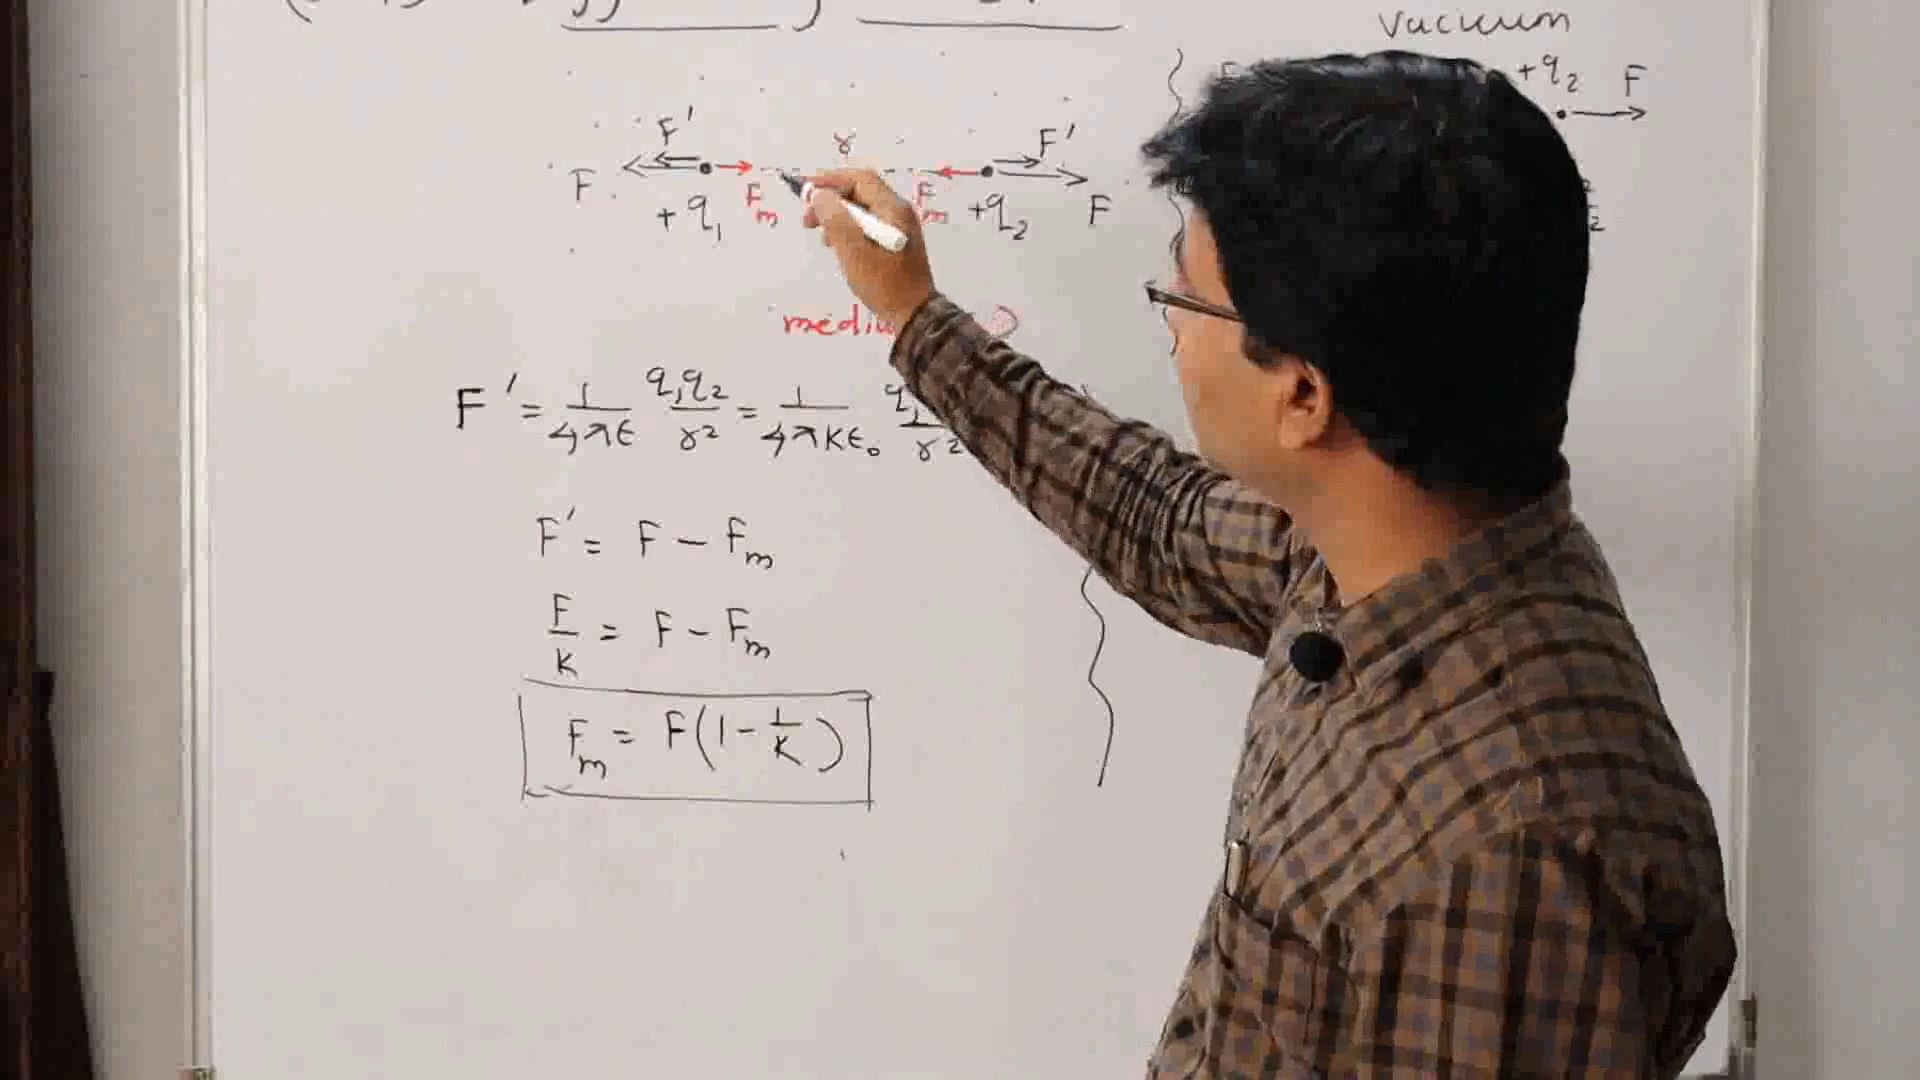 vacuum
+q₂ F
F' r F'
F F
Fₘ Fₘ
+q₁ +q₂
F' = 1/4πϵ q₁q₂/r² = 1/4πKϵ₀
F' = F - Fₘ
F/K = F - Fₘ
Fₘ = F(1 - 1/K)